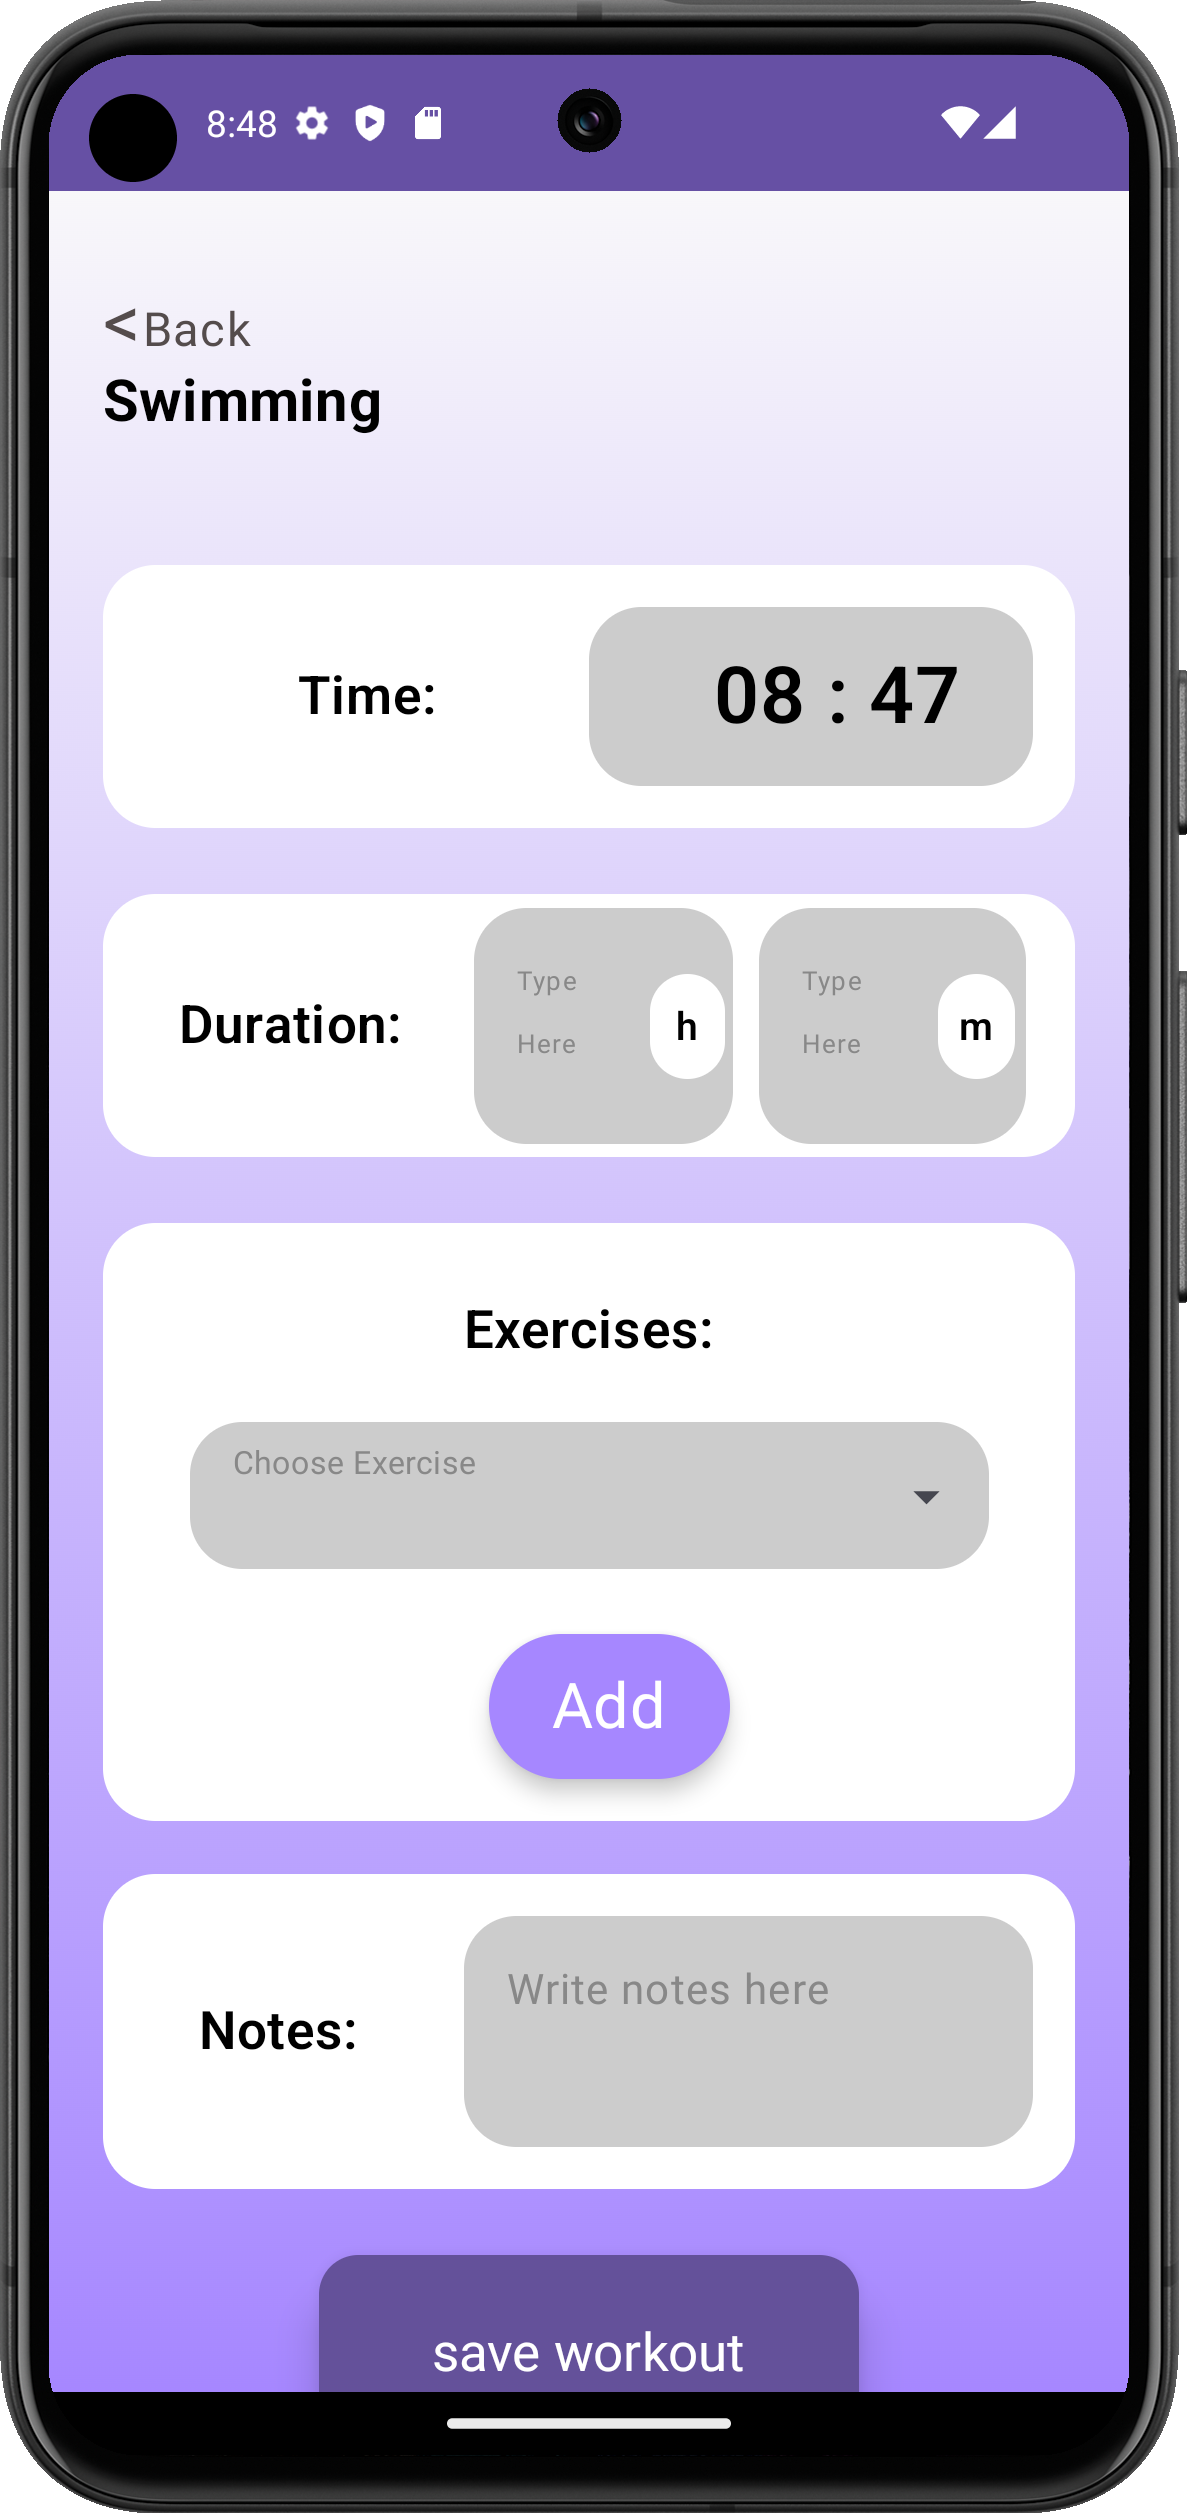 8:48
<Back
Swimming
Time:
08 : 47
Duration:
Type
Here
h
Type
Here
m
Exercises:
Choose Exercise
Add
Notes:
Write notes here
save workout